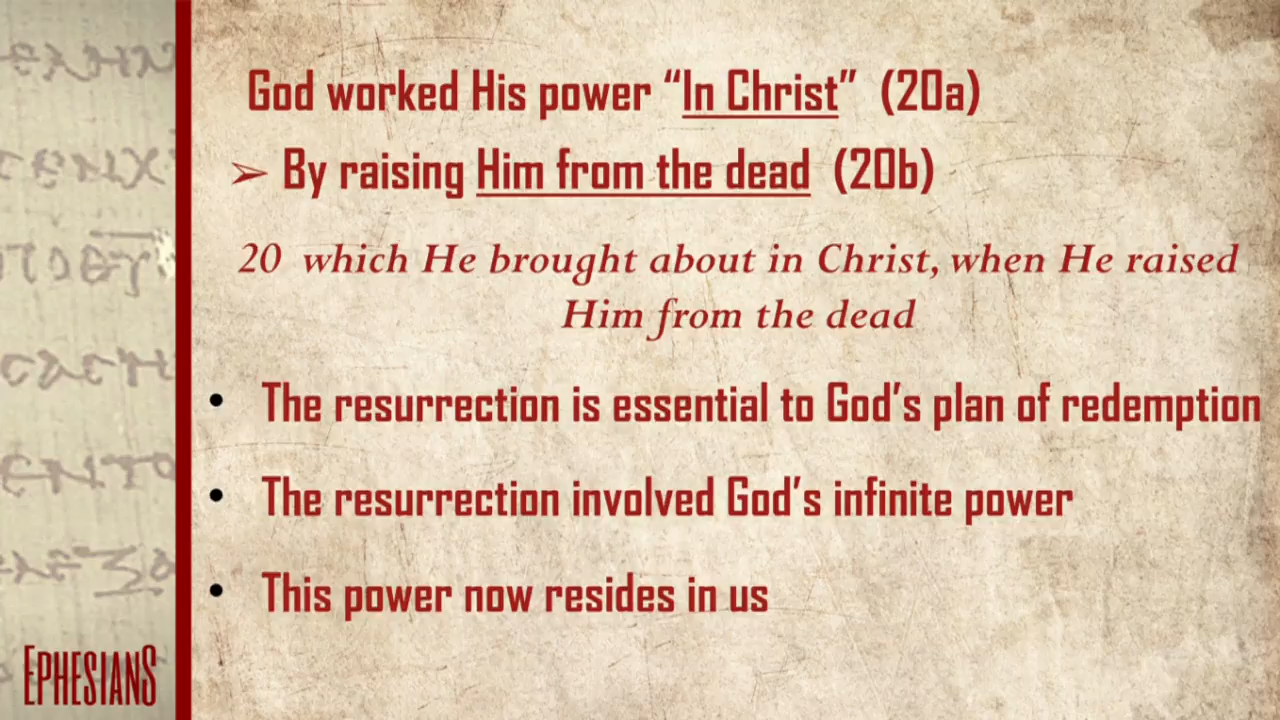 God worked His power “In Christ” (20a)
➢ By raising Him from the dead (20b)
20 which He brought about in Christ, when He raised
Him from the dead
• The resurrection is essential to God’s plan of redemption
• The resurrection involved God’s infinite power
• This power now resides in us
EPHESIANS